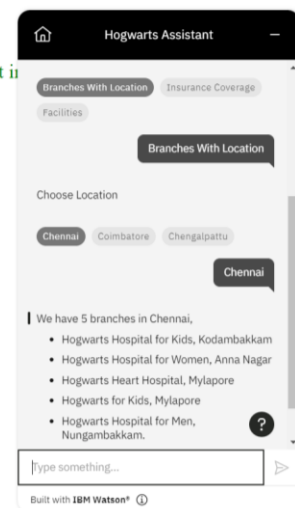 Hogwarts Assistant
t i
Branches With Location Insurance Coverage
Facilities
Branches With Location
Choose Location
Chennai Coimbatore Chengalpattu
Chennai
We have 5 branches in Chennai,
• Hogwarts Hospital for Kids, Kodambakkam
• Hogwarts Hospital for Women, Anna Nagar
• Hogwarts Heart Hospital, Mylapore
• Hogwarts for Kids, Mylapore
• Hogwarts Hospital for Men,
Nungambakkam.
?
Type something...
Built with IBM Watson®